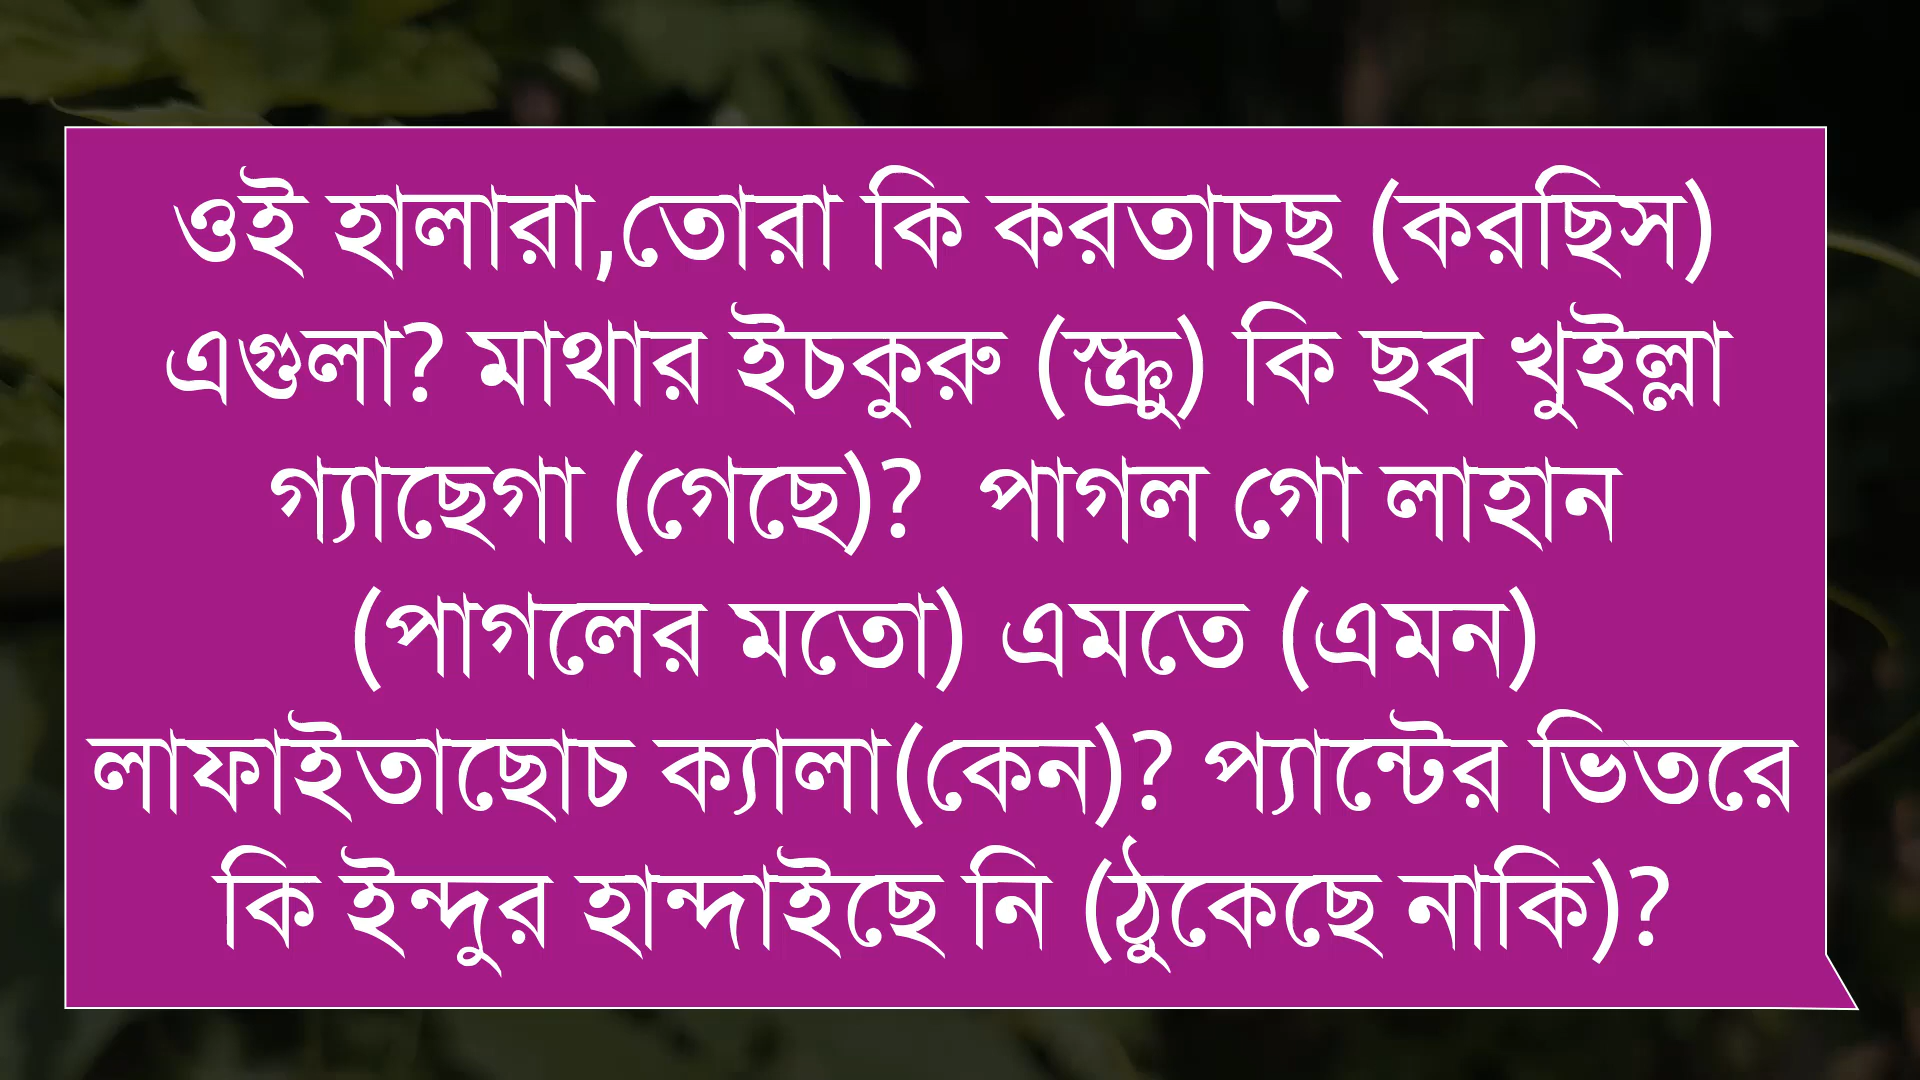 ওই হালারা,তোরা কি করতাচছ (করছিস)
এগুলা? মাথার ইচকুরু (স্ক্রু) কি ছব খুইল্লা
গ্যাছেগা (গেছে)?  পাগল গো লাহান
(পাগলের মতো) এমতে (এমন)
লাফাইতাছোচ ক্যালা(কেন)? প্যান্টের ভিতরে
কি ইন্দুর হান্দাইছে নি (ঠুকেছে নাকি)?